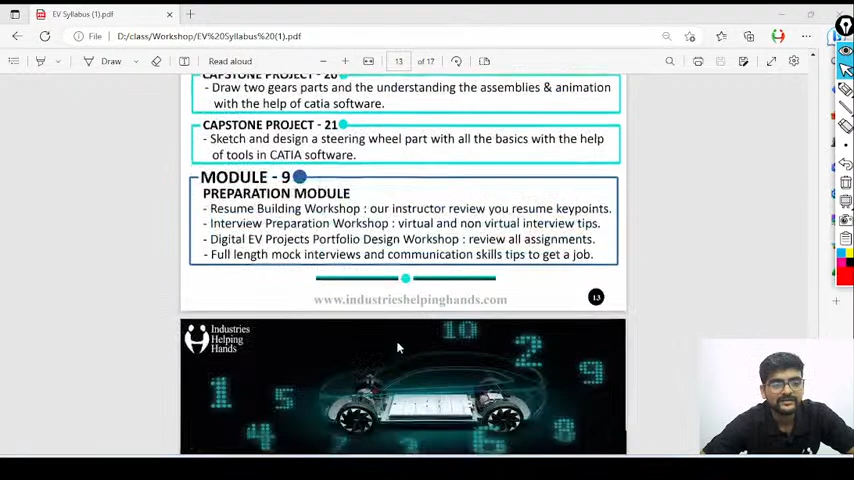 EV Syllabus (1).pdf
File
D:/class/Workshop/EV%20Syllabus%20(1).pdf
Draw
Read aloud
13 of 17
CAPSTONE PROJECT - 20
- Draw two gears parts and the understanding the assemblies & animation
with the help of catia software.
CAPSTONE PROJECT - 21
- Sketch and design a steering wheel part with all the basics with the help
of tools in CATIA software.
MODULE - 9
PREPARATION MODULE
- Resume Building Workshop : our instructor review you resume keypoints.
- Interview Preparation Workshop : virtual and non virtual interview tips.
- Digital EV Projects Portfolio Design Workshop : review all assignments.
- Full length mock interviews and communication skills tips to get a job.
www.industrieshelpinghands.com
13
Industries
Helping
Hands
10
2
9
1
5
4
6
8